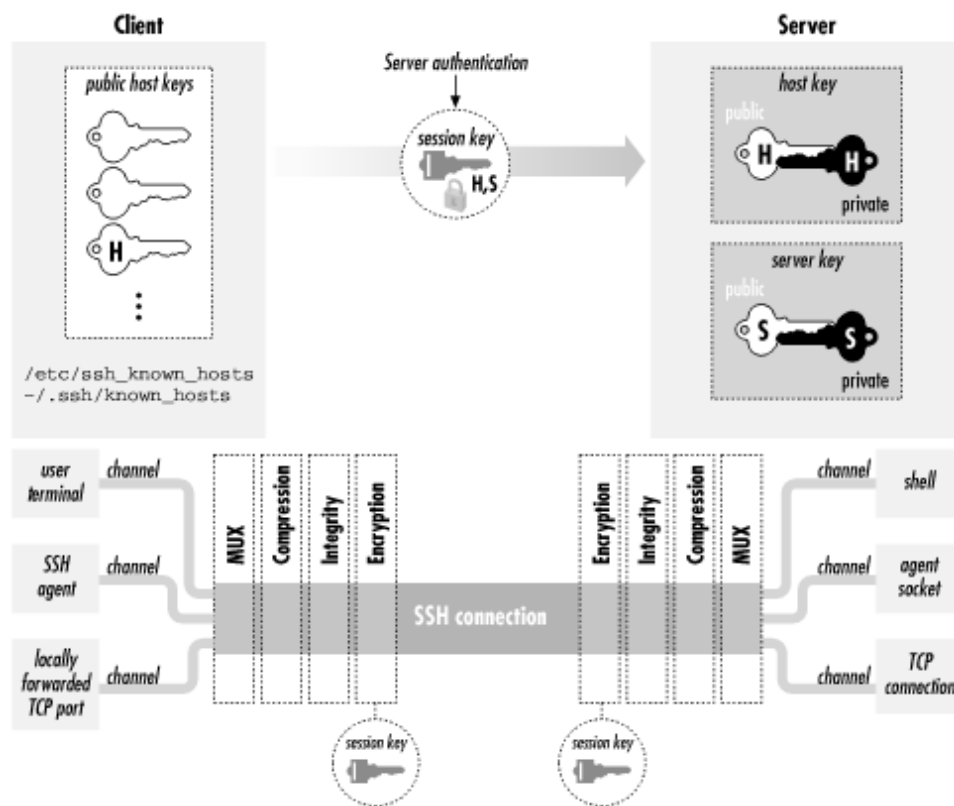 Client
Server
public host keys
Server authentication
host key
session key
public
H
H
H,S
private
H
server key
public
S
S
private
/etc/ssh_known_hosts
~/.ssh/known_hosts
user
terminal
channel
MUX
Compression
Integrity
Encryption
Encryption
Integrity
Compression
MUX
channel
shell
SSH
agent
channel
channel
agent
socket
SSH connection
locally
forwarded
TCP port
channel
channel
TCP
connection
session key
session key